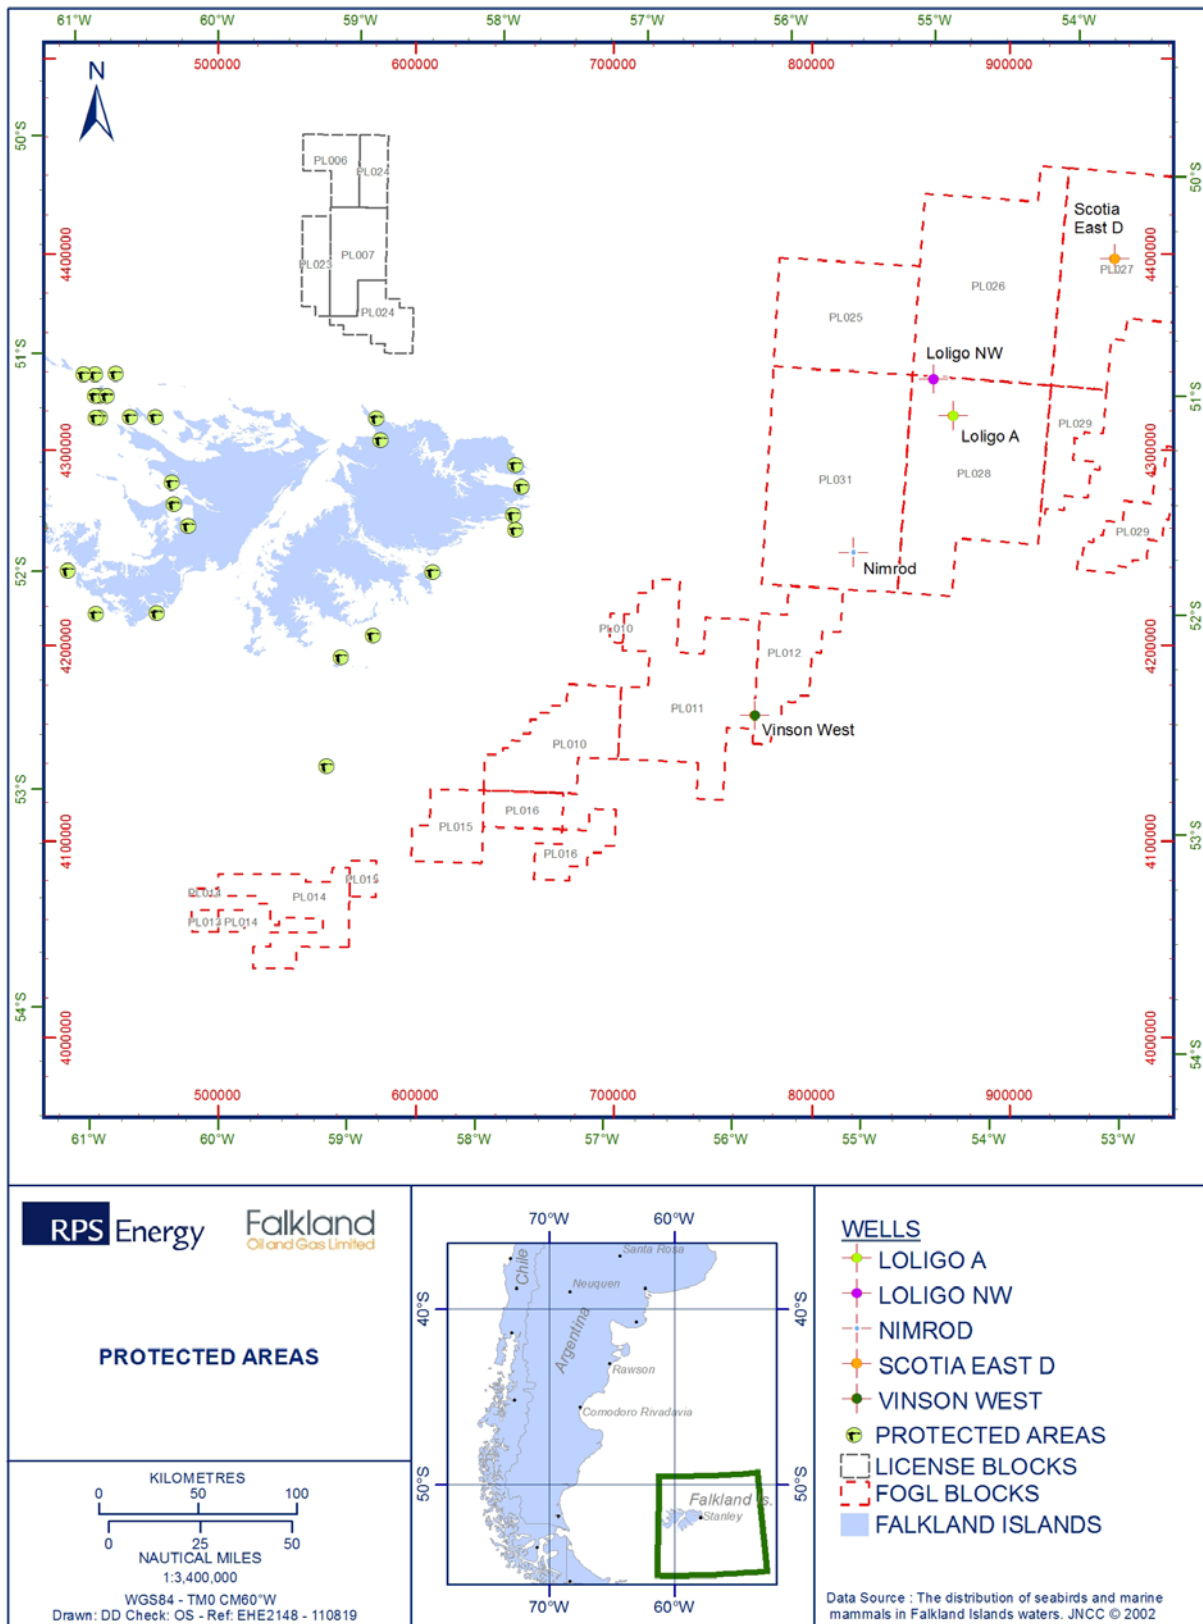 61°W 60°W 59°W 58°W 57°W 56°W 55°W 54°W
500000 600000 700000 800000 900000
N
50°S
50°S
PL006
PL024
Scotia
East D
4400000
4400000
PL007
PL023
PL027
PL026
PL024
PL025
51°S
Loligo NW
51°S
PL029
Loligo A
4300000
4300000
PL031
PL028
PL029
52°S
Nimrod
52°S
PL010
4200000
4200000
PL012
PL011
Vinson West
PL010
53°S
PL016
PL015
53°S
4100000
4100000
PL016
PL015
PL014
PL014
PL013
PL014
54°S
4000000
4000000
54°S
500000 600000 700000 800000 900000
61°W 60°W 59°W 58°W 57°W 56°W 55°W 54°W 53°W
RPS Energy
Falkland
Oil and Gas Limited
PROTECTED AREAS
KILOMETRES
0 50 100
0 25 50
NAUTICAL MILES
1:3,400,000
WGS84 - TM0 CM60°W
Drawn: DD Check: OS - Ref: EHE2148 - 110819
70°W 60°W
Santa Rosa
Chile
Neuquen
40°S
40°S
Argentina
Rawson
Comodoro Rivadavia
50°S
50°S
Falkland Is.
Stanley
70°W 60°W
WELLS
LOLIGO A
LOLIGO NW
NIMROD
SCOTIA EAST D
VINSON WEST
PROTECTED AREAS
LICENSE BLOCKS
FOGL BLOCKS
FALKLAND ISLANDS
Data Source : The distribution of seabirds and marine
mammals in Falkland Islands waters. JNCC © 2002